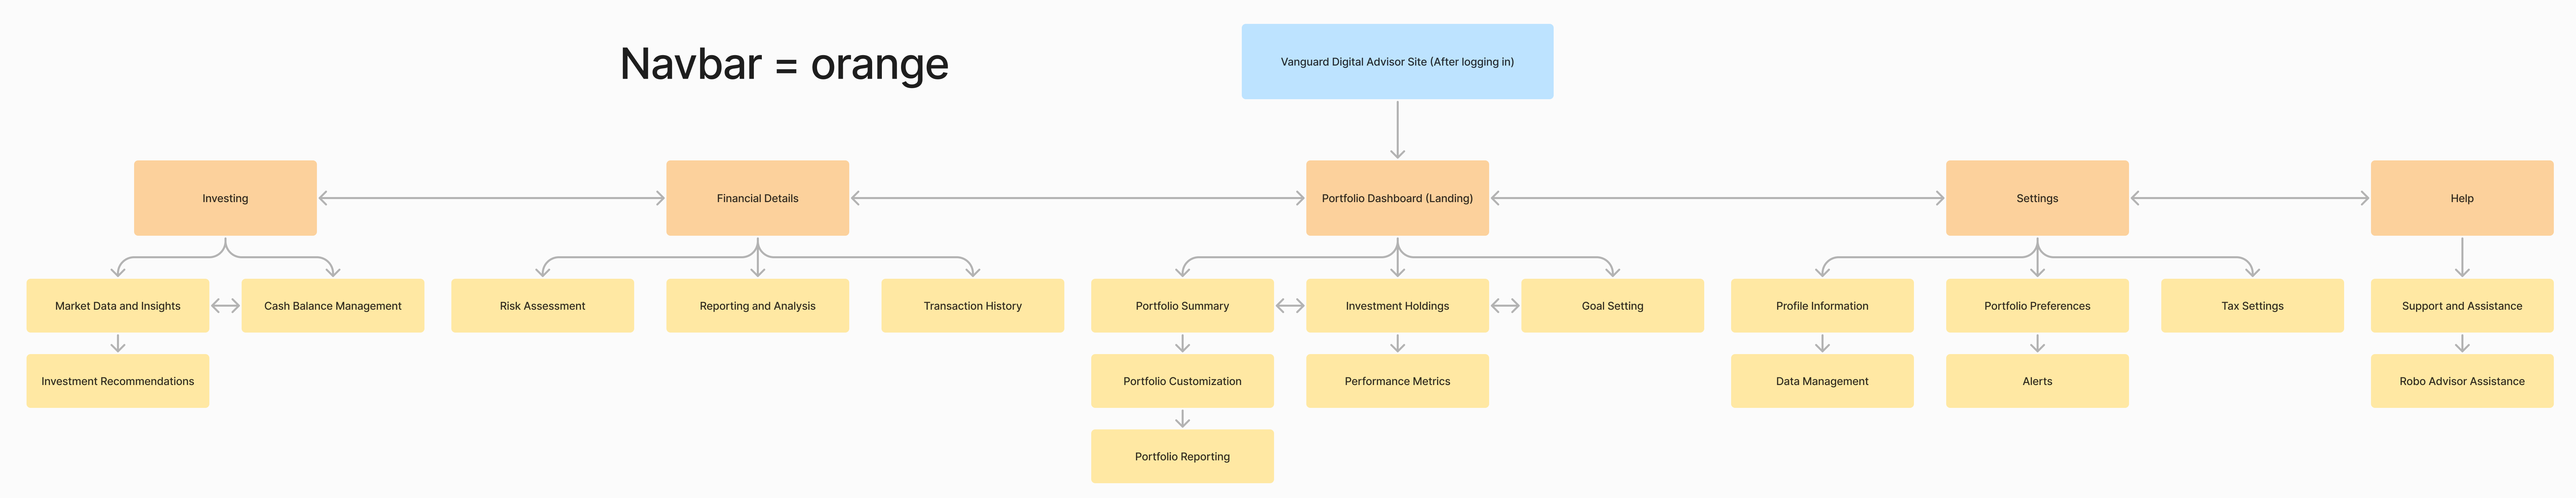 Navbar = orange
Vanguard Digital Advisor Site (After logging in)
Investing
Financial Details
Portfolio Dashboard (Landing)
Settings
Help
Market Data and Insights
Cash Balance Management
Risk Assessment
Reporting and Analysis
Transaction History
Portfolio Summary
Investment Holdings
Goal Setting
Profile Information
Portfolio Preferences
Tax Settings
Support and Assistance
Investment Recommendations
Portfolio Customization
Performance Metrics
Data Management
Alerts
Robo Advisor Assistance
Portfolio Reporting